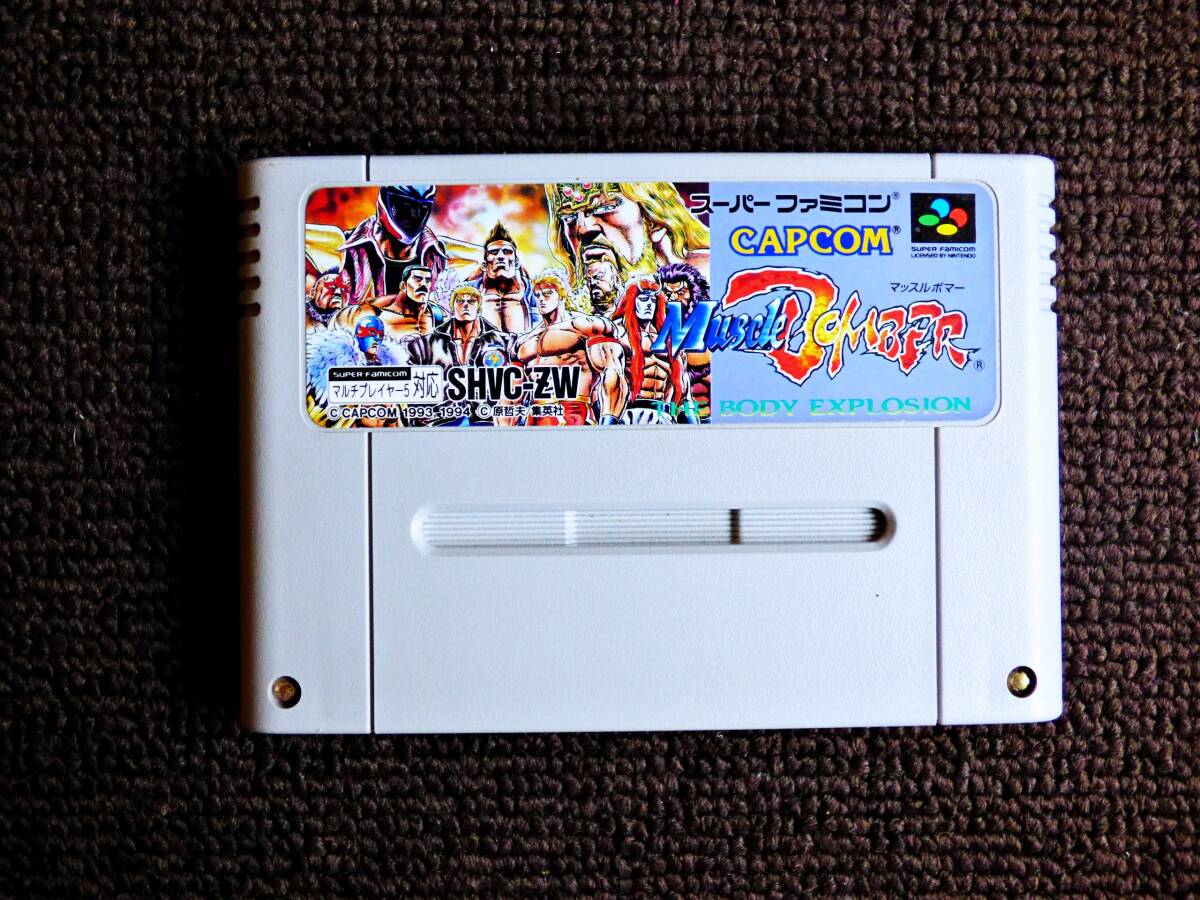 スーパーファミコン®
CAPCOM®
SUPER FAMICOM
LICENSED BY NINTENDO
マッスルボマー
Muscle BOMBER®
THE BODY EXPLOSION
SUPER FAMICOM
マルチプレイヤー5 対応
SHVC-ZW
© CAPCOM 1993,1994 © 原哲夫 集英社